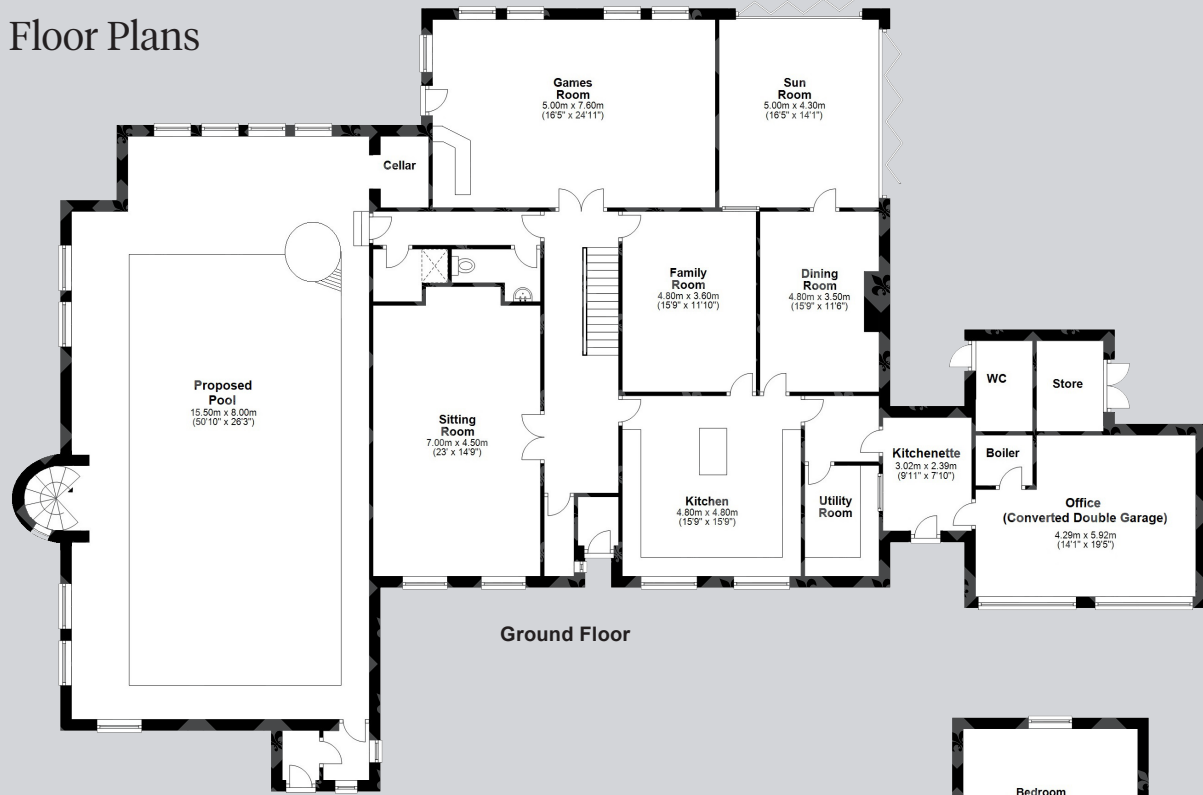 Floor Plans
Games
Room
5.00m x 7.60m
(16'5" x 24'11")
Sun
Room
5.00m x 4.30m
(16'5" x 14'1")
Cellar
Family
Room
4.80m x 3.60m
(15'9" x 11'10")
Dining
Room
4.80m x 3.50m
(15'9" x 11'6")
Proposed
Pool
15.50m x 8.00m
(50'10" x 26'3")
Sitting
Room
7.00m x 4.50m
(23' x 14'9")
WC
Store
Kitchenette
3.02m x 2.39m
(9'11" x 7'10")
Boiler
Kitchen
4.80m x 4.80m
(15'9" x 15'9")
Utility
Room
Office
(Converted Double Garage)
4.29m x 5.92m
(14'1" x 19'5")
Ground Floor
Bedroom